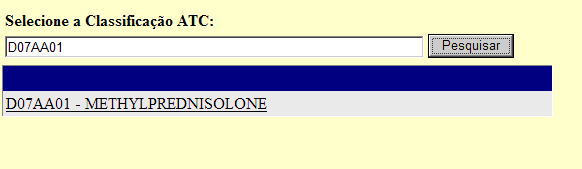 Selecione a Classificação ATC:
D07AA01 Pesquisar
D07AA01 - METHYLPREDNISOLONE